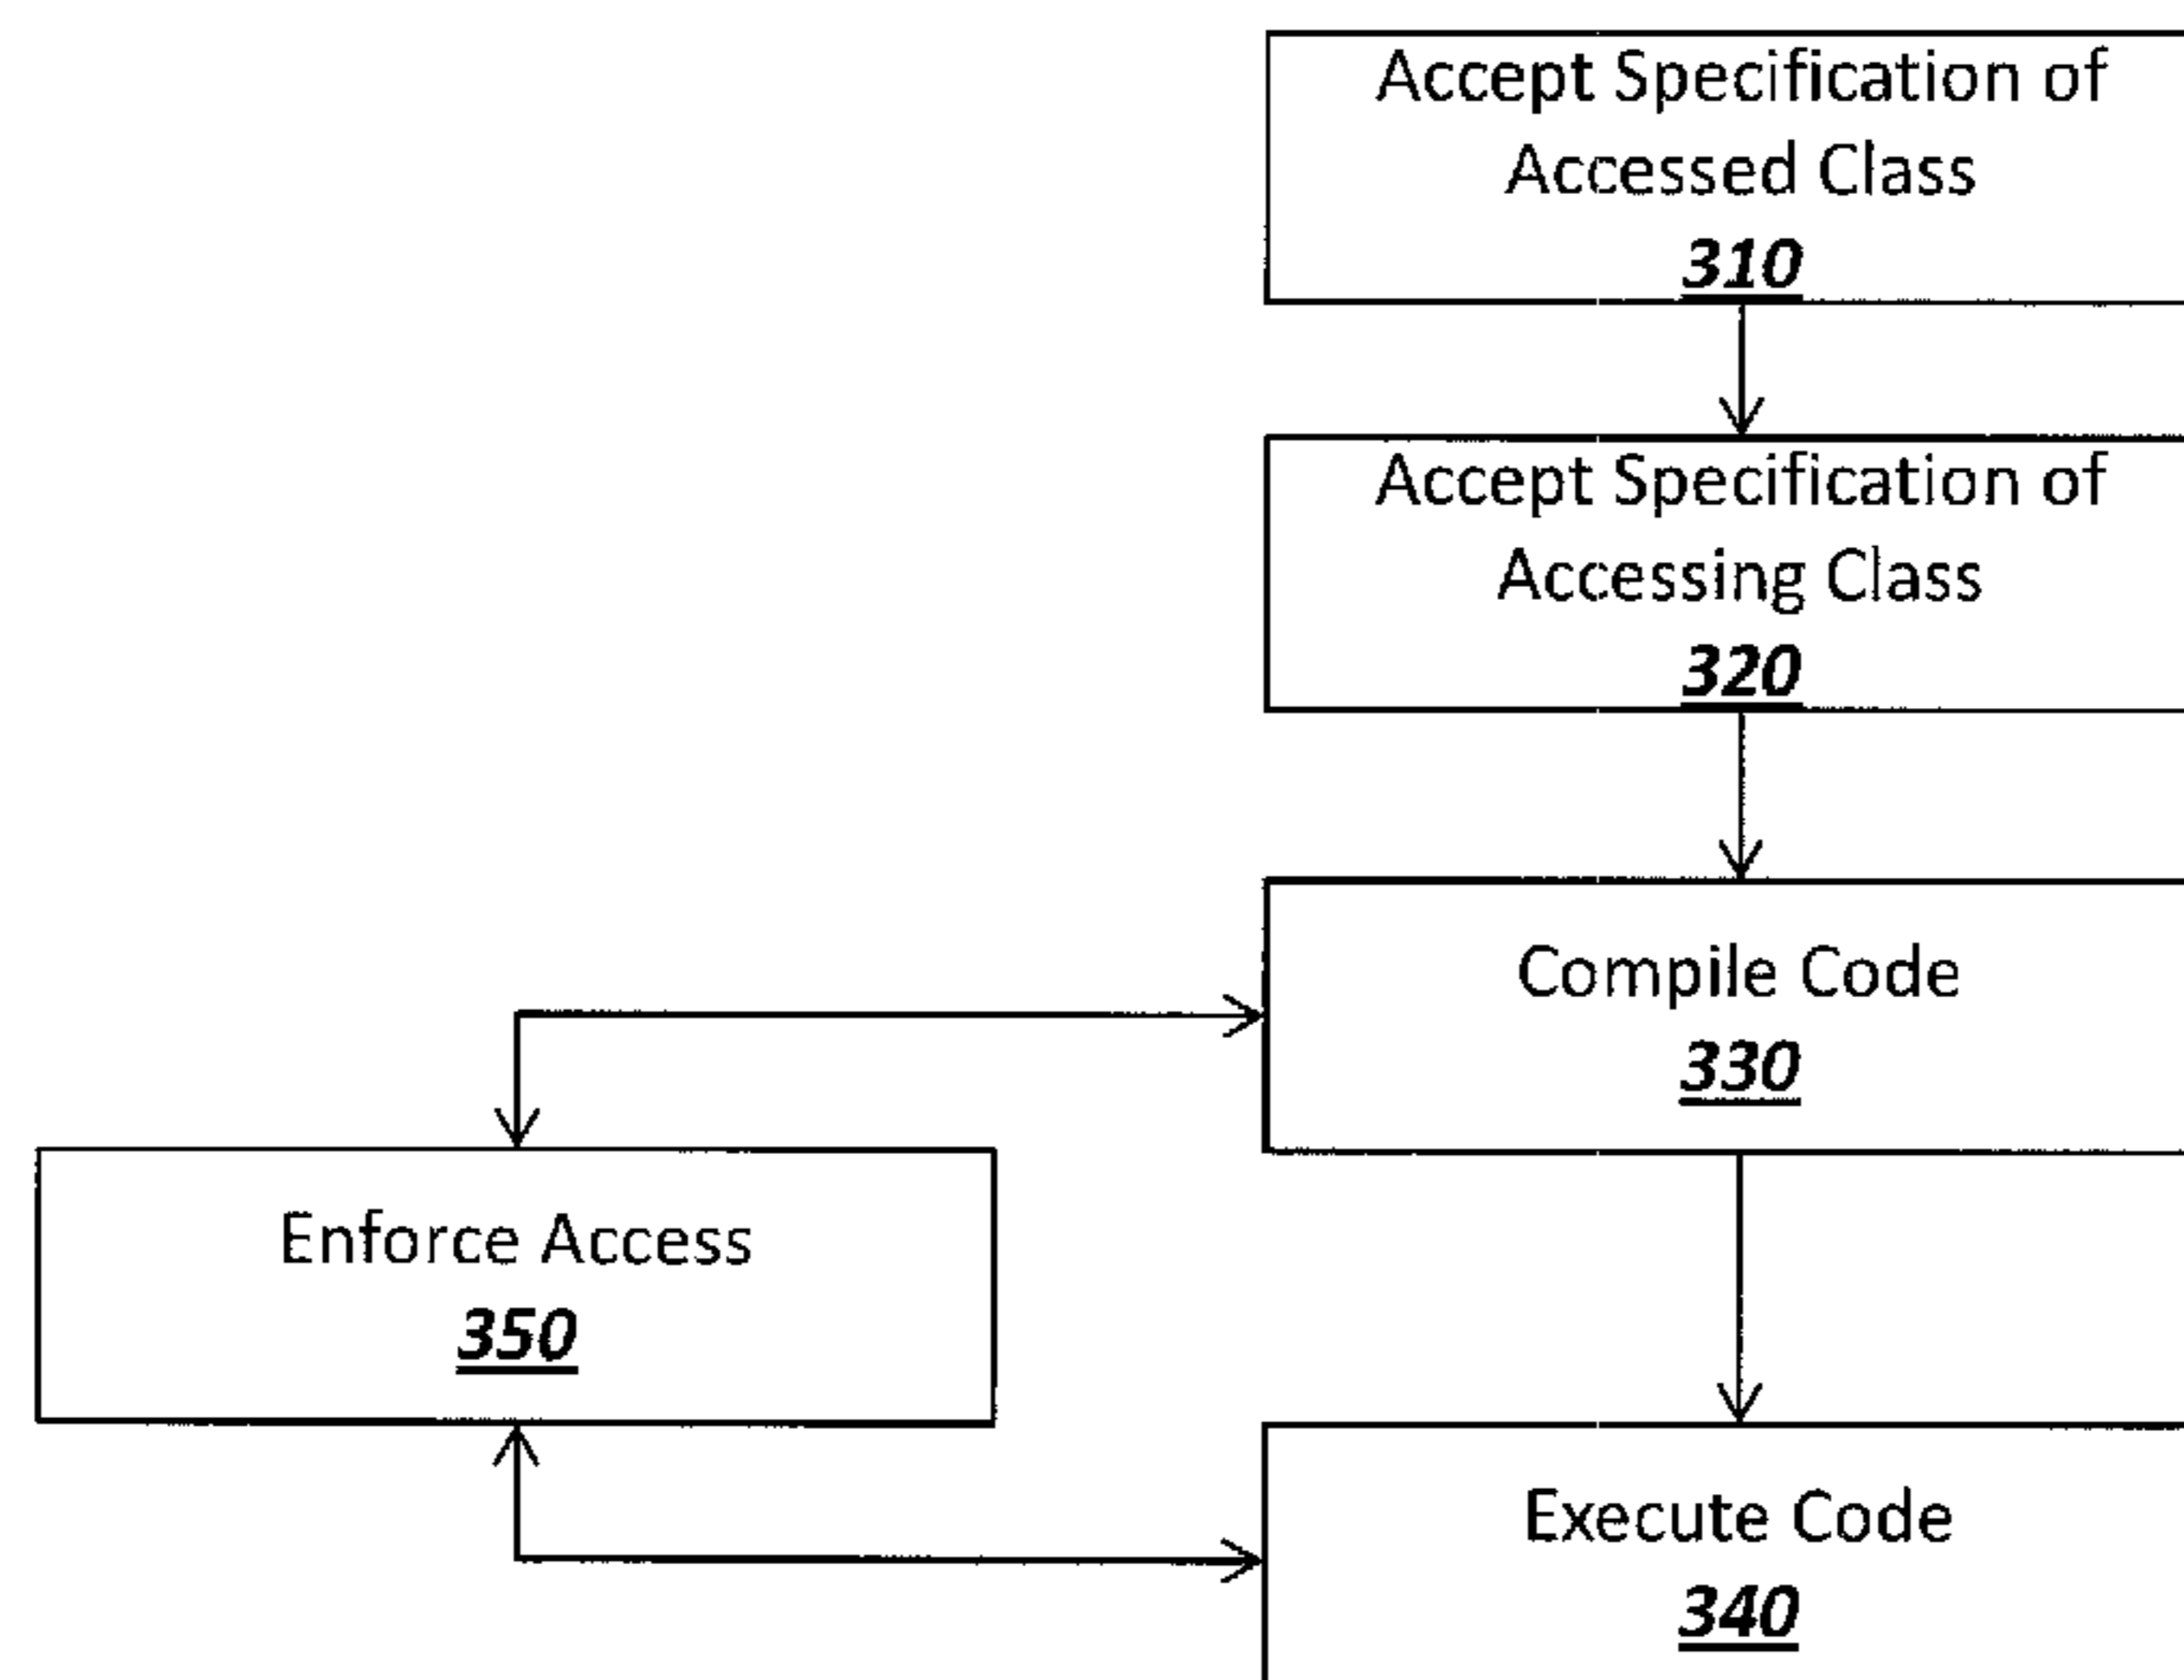 Accept Specification of
Accessed Class
310
Accept Specification of
Accessing Class
320
Compile Code
330
Enforce Access
350
Execute Code
340